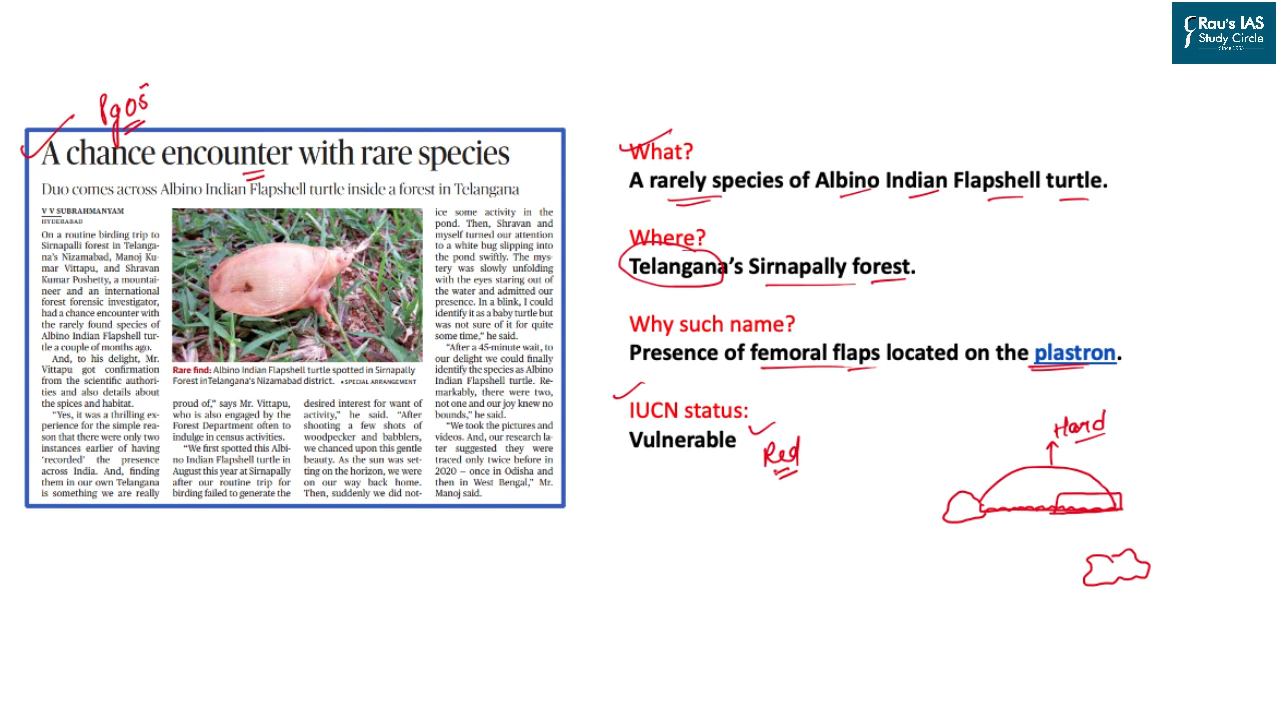 Rau's IAS
Study Circle
Since 1953
Pg 05
A chance encounter with rare species
Duo comes across Albino Indian Flapshell turtle inside a forest in Telangana
V V SUBRAHMANYAM
HYDERABAD
On a routine birding trip to
Sirnapalli forest in Telanga-
na's Nizamabad, Manoj Ku-
mar Vittapu, and Shravan
Kumar Poshetty, a mountai-
neer and an international
forest forensic investigator,
had a chance encounter with
the rarely found species of
Albino Indian Flapshell tur-
tle a couple of months ago.
And, to his delight, Mr.
Vittapu got confirmation
from the scientific authori-
ties and also details about
the spices and habitat.
"Yes, it was a thrilling ex-
perience for the simple rea-
son that there were only two
instances earlier of having
'recorded' the presence
across India. And, finding
them in our own Telangana
is something we are really
Rare find: Albino Indian Flapshell turtle spotted in Sirnapally
Forest inTelangana's Nizamabad district. •SPECIAL ARRANGEMENT
proud of," says Mr. Vittapu,
who is also engaged by the
Forest Department often to
indulge in census activities.
"We first spotted this Albi-
no Indian Flapshell turtle in
August this year at Sirnapally
after our routine trip for
birding failed to generate the
desired interest for want of
activity," he said. "After
shooting a few shots of
woodpecker and babblers,
we chanced upon this gentle
beauty. As the sun was set-
ting on the horizon, we were
on our way back home.
Then, suddenly we did not-
ice some activity in the
pond. Then, Shravan and
myself turned our attention
to a white bug slipping into
the pond swiftly. The mys-
tery was slowly unfolding
with the eyes staring out of
the water and admitted our
presence. In a blink, I could
identify it as a baby turtle but
was not sure of it for quite
some time," he said.
"After a 45-minute wait, to
our delight we could finally
identify the species as Albino
Indian Flapshell turtle. Re-
markably, there were two,
not one and our joy knew no
bounds," he said.
"We took the pictures and
videos. And, our research la-
ter suggested they were
traced only twice before in
2020 – once in Odisha and
then in West Bengal," Mr.
Manoj said.
What?
A rarely species of Albino Indian Flapshell turtle.
Where?
Telangana's Sirnapally forest.
Why such name?
Presence of femoral flaps located on the plastron.
IUCN status:
Vulnerable
Red
Hard